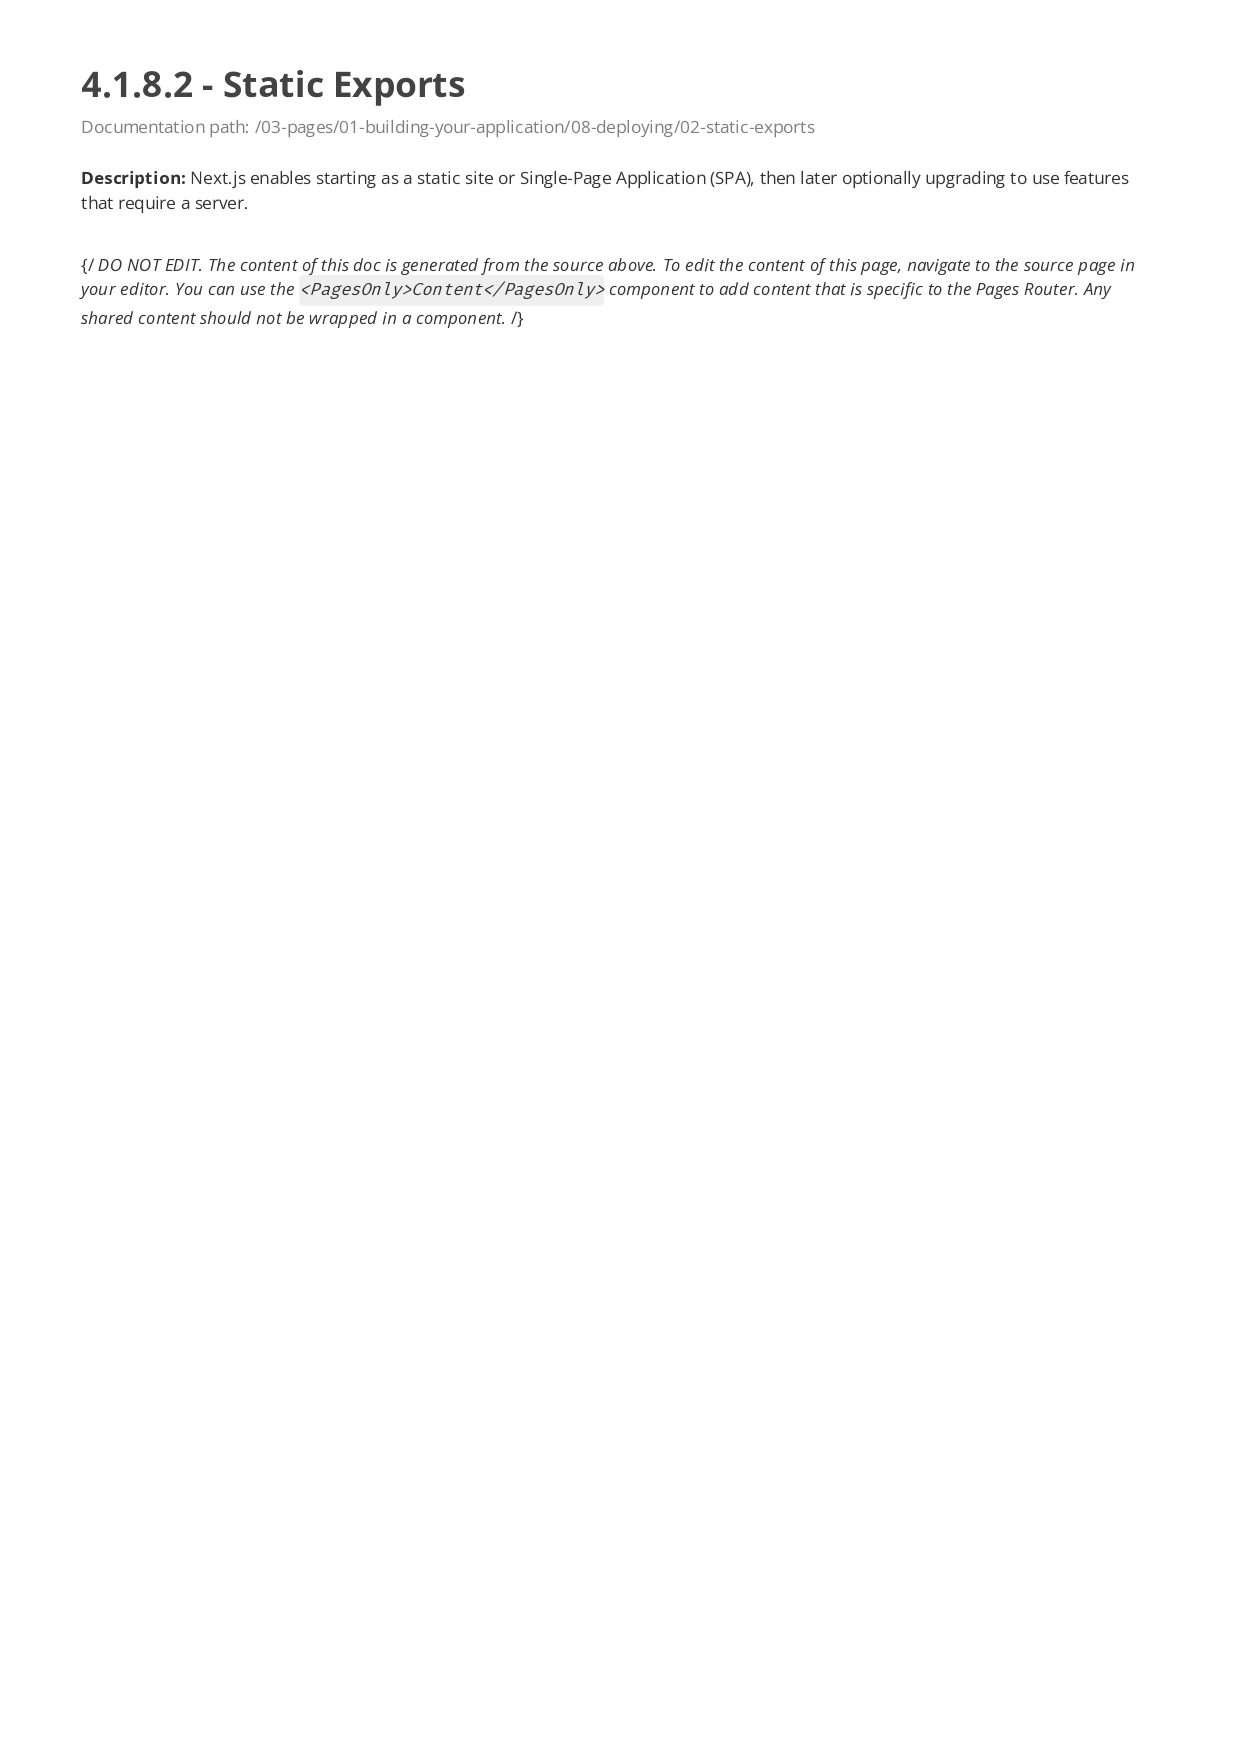 4.1.8.2 - Static Exports
Documentation path: /03-pages/01-building-your-application/08-deploying/02-static-exports
Description: Next.js enables starting as a static site or Single-Page Application (SPA), then later optionally upgrading to use features
that require a server.
{/ DO NOT EDIT. The content of this doc is generated from the source above. To edit the content of this page, navigate to the source page in
your editor. You can use the <PagesOnly>Content</PagesOnly> component to add content that is specific to the Pages Router. Any
shared content should not be wrapped in a component. /}